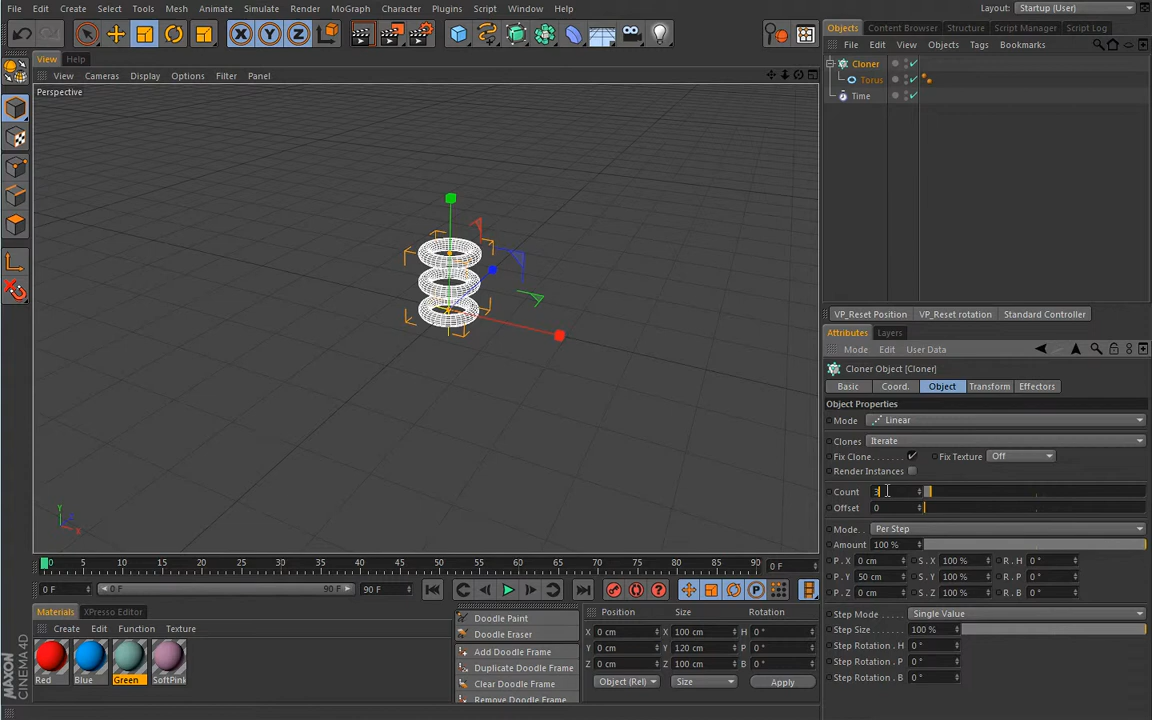 File Edit Create Select Tools Mesh Animate Simulate Render MoGraph Character Plugins Script Window Help Layout: Startup (User)
X Y Z
Objects Content Browser Structure Script Manager Script Log
File Edit View Objects Tags Bookmarks
View Help
View Cameras Display Options Filter Panel
Perspective
Cloner
Torus
Time
VP_Reset Position VP_Reset rotation Standard Controller
Attributes Layers
Mode Edit User Data
Cloner Object [Cloner]
Basic Coord. Object Transform Effectors
Object Properties
Mode Linear
Clones Iterate
Fix Clone Fix Texture Off
Render Instances
Count 3
Offset 0
Mode Per Step
Amount 100 %
P . X 0 cm S . X 100 % R . H 0 °
P . Y 50 cm S . Y 100 % R . P 0 °
P . Z 0 cm S . Z 100 % R . B 0 °
Step Mode Single Value
Step Size 100 %
Step Rotation . H 0 °
Step Rotation . P 0 °
Step Rotation . B 0 °
Y
X
0 5 10 15 20 25 30 35 40 45 50 55 60 65 70 75 80 85 90 0 F
0 F 0 F 90 F 90 F
P
Materials XPresso Editor
Create Edit Function Texture
Red Blue Green SoftPink
Doodle Paint
Doodle Eraser
Add Doodle Frame
Duplicate Doodle Frame
Clear Doodle Frame
Remove Doodle Frame
Position Size Rotation
X 0 cm X 100 cm H 0 °
Y 0 cm Y 120 cm P 0 °
Z 0 cm Z 100 cm B 0 °
Object (Rel) Size Apply
MAXON
CINEMA 4D